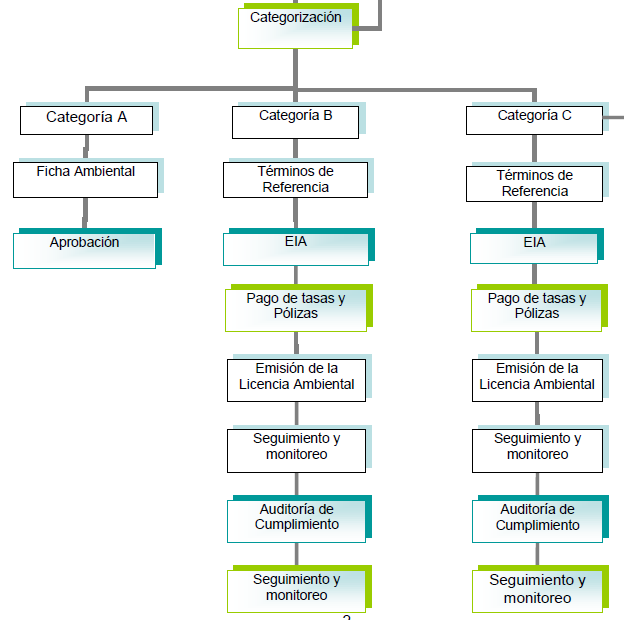 Categorización
Categoría A
Categoría B
Categoría C
Ficha Ambiental
Términos de
Referencia
Términos de
Referencia
Aprobación
EIA
EIA
Pago de tasas y
Pólizas
Pago de tasas y
Pólizas
Emisión de la
Licencia Ambiental
Emisión de la
Licencia Ambiental
Seguimiento y
monitoreo
Seguimiento y
monitoreo
Auditoría de
Cumplimiento
Auditoría de
Cumplimiento
Seguimiento y
monitoreo
Seguimiento y
monitoreo